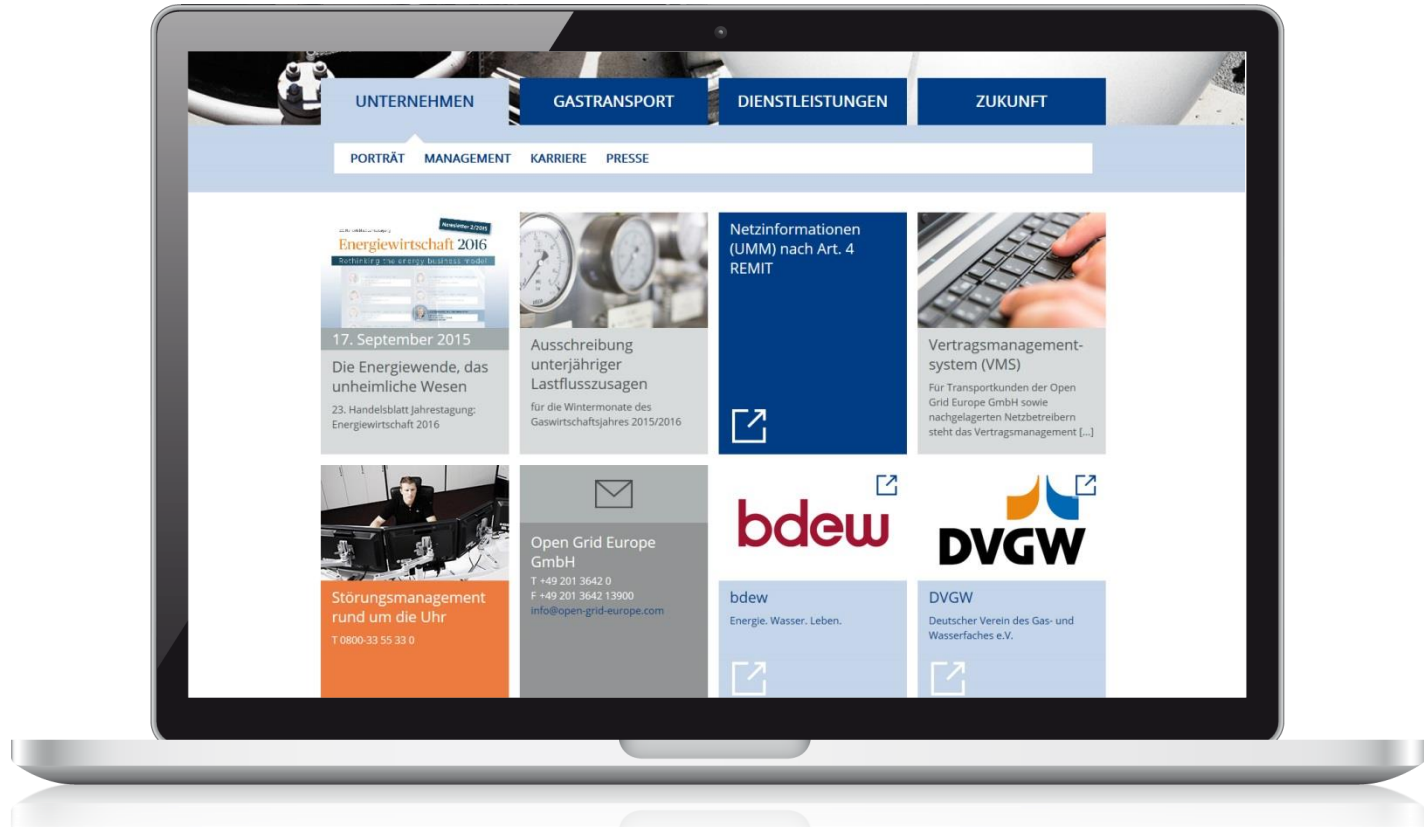 UNTERNEHMEN
GASTRANSPORT
DIENSTLEISTUNGEN
ZUKUNFT
PORTRÄT
MANAGEMENT
KARRIERE
PRESSE
Newsletter 2/2015
Energiewirtschaft 2016
Rethinking the energy business model!
17. September 2015
Die Energiewende, das
unheimliche Wesen
23. Handelsblatt Jahrestagung:
Energiewirtschaft 2016
Ausschreibung
unterjähriger
Lastflusszusagen
für die Wintermonate des
Gaswirtschaftsjahres 2015/2016
Netzinformationen
(UMM) nach Art. 4
REMIT
Vertragsmanagement-
system (VMS)
Für Transportkunden der Open
Grid Europe GmbH sowie
nachgelagerten Netzbetreibern
steht das Vertragsmanagement [...]
Störungsmanagement
rund um die Uhr
T 0800-33 55 33 0
Open Grid Europe
GmbH
T +49 201 3642 0
F +49 201 3642 13900
info@open-grid-europe.com
bdew
bdew
Energie. Wasser. Leben.
DVGW
DVGW
Deutscher Verein des Gas- und
Wasserfaches e.V.